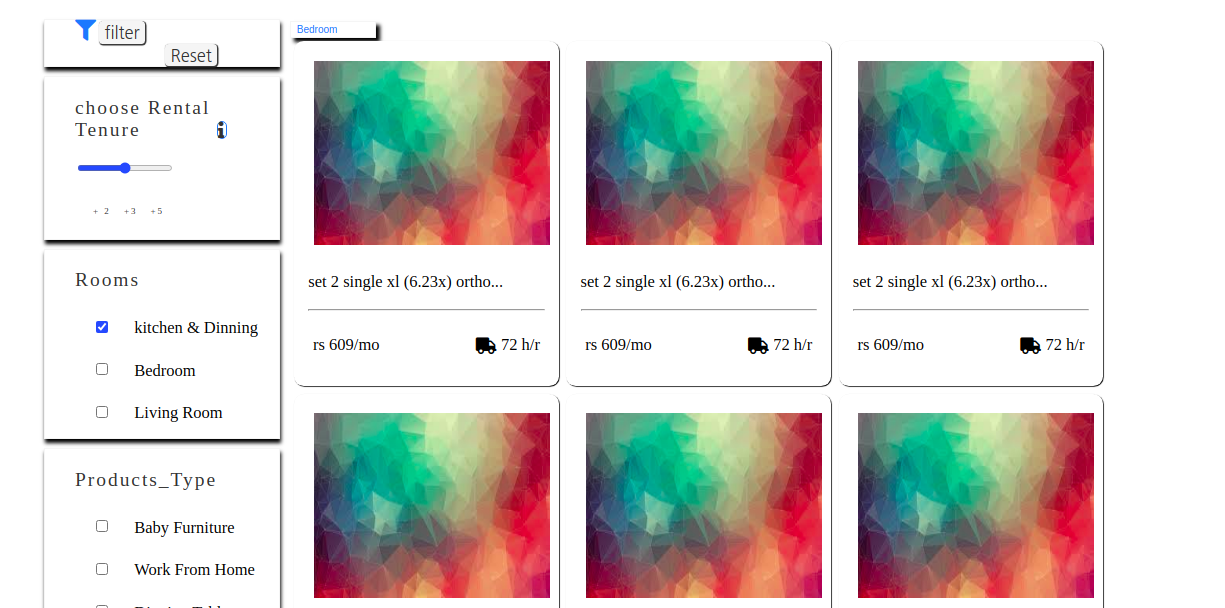 filter
Reset
choose Rental
Tenure
+ 2 +3 +5
Rooms
kitchen & Dinning
Bedroom
Living Room
Products_Type
Baby Furniture
Work From Home
Bedroom
set 2 single xl (6.23x) ortho...
rs 609/mo 72 h/r
set 2 single xl (6.23x) ortho...
rs 609/mo 72 h/r
set 2 single xl (6.23x) ortho...
rs 609/mo 72 h/r